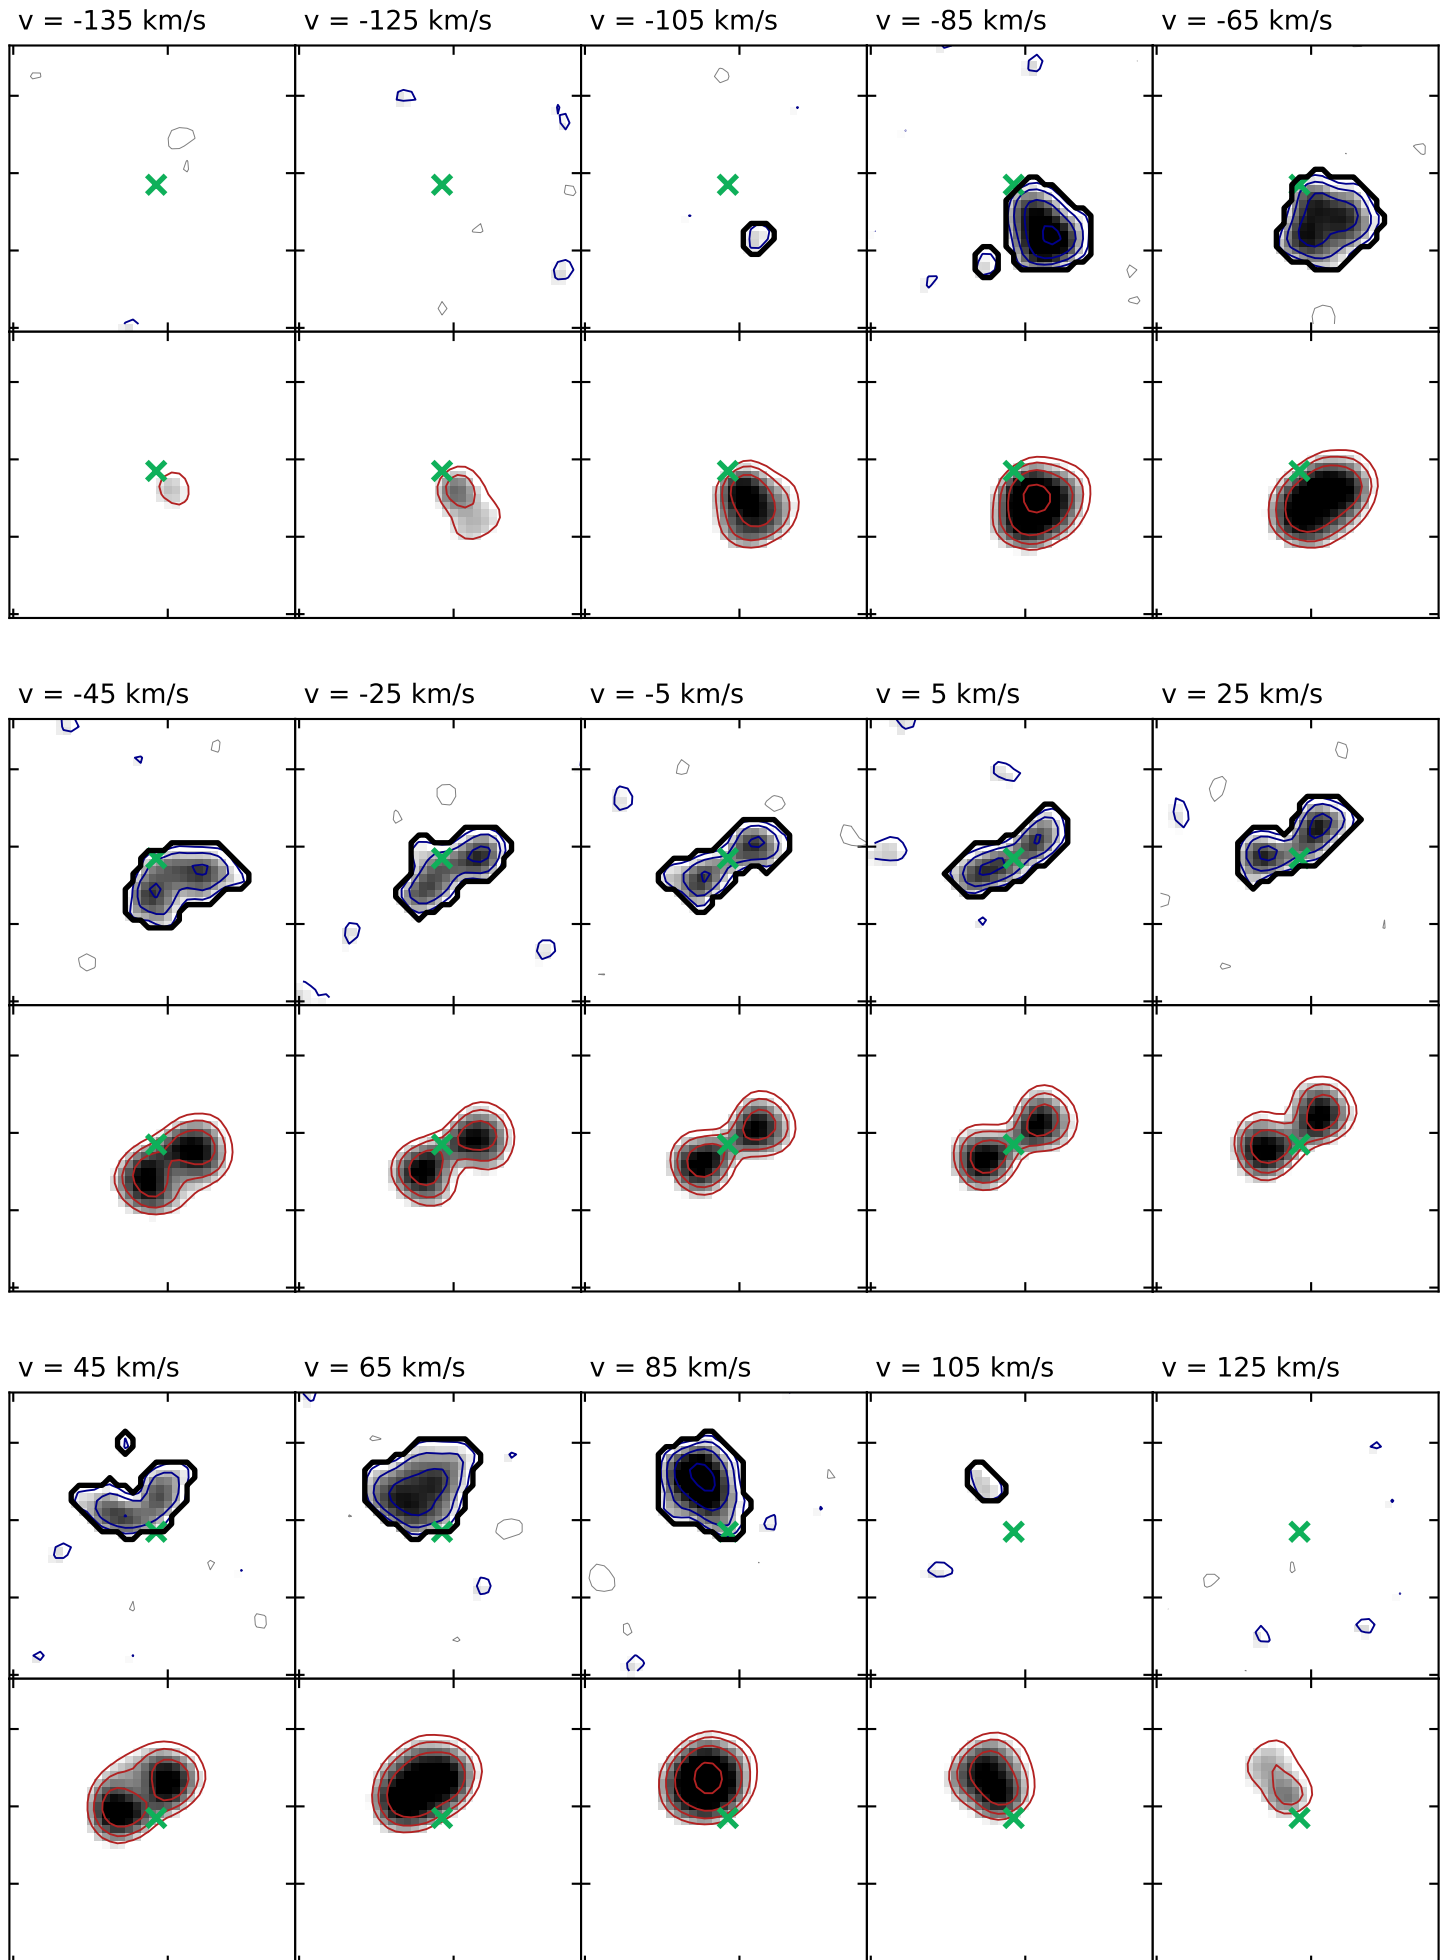 v = -135 km/s v = -125 km/s v = -105 km/s v = -85 km/s v = -65 km/s
v = -45 km/s v = -25 km/s v = -5 km/s v = 5 km/s v = 25 km/s
v = 45 km/s v = 65 km/s v = 85 km/s v = 105 km/s v = 125 km/s